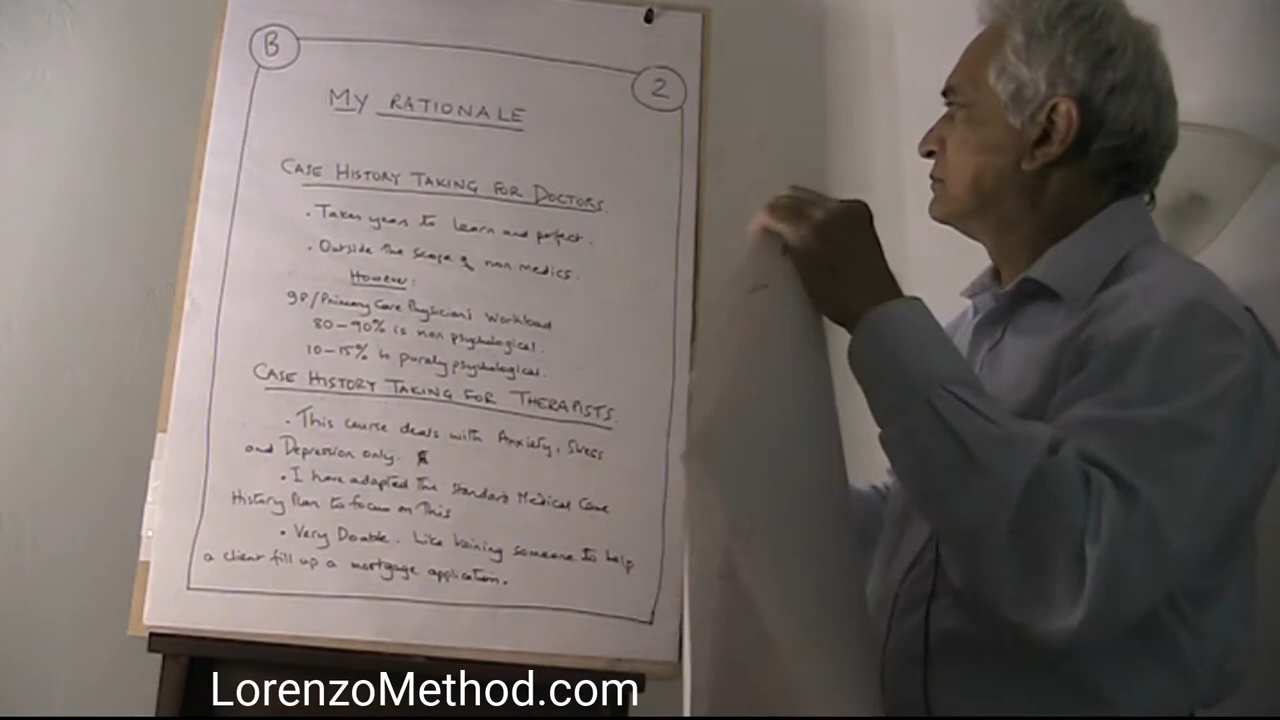 B
2
MY RATIONALE
CASE HISTORY TAKING FOR DOCTORS.
. Takes years to learn and perfect.
. Outside the scope of non medics.
However:
GP/Primary Care Physician's Workload
80-90% is non psychological.
10-15% is purely psychological.
CASE HISTORY TAKING FOR THERAPISTS.
. This course deals with Anxiety, Stress
and Depression only.
. I have adapted the Standard Medical Case
History Plan to focus on This
. Very Doable. Like training someone to help
a client fill up a mortgage application.
LorenzoMethod.com